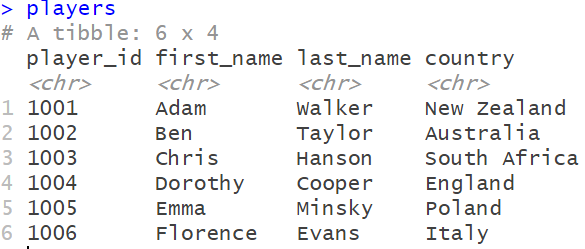 > players
# A tibble: 6 x 4
player_id first_name last_name country
<chr> <chr> <chr> <chr>
1 1001 Adam Walker New Zealand
2 1002 Ben Taylor Australia
3 1003 Chris Hanson South Africa
4 1004 Dorothy Cooper England
5 1005 Emma Minsky Poland
6 1006 Florence Evans Italy